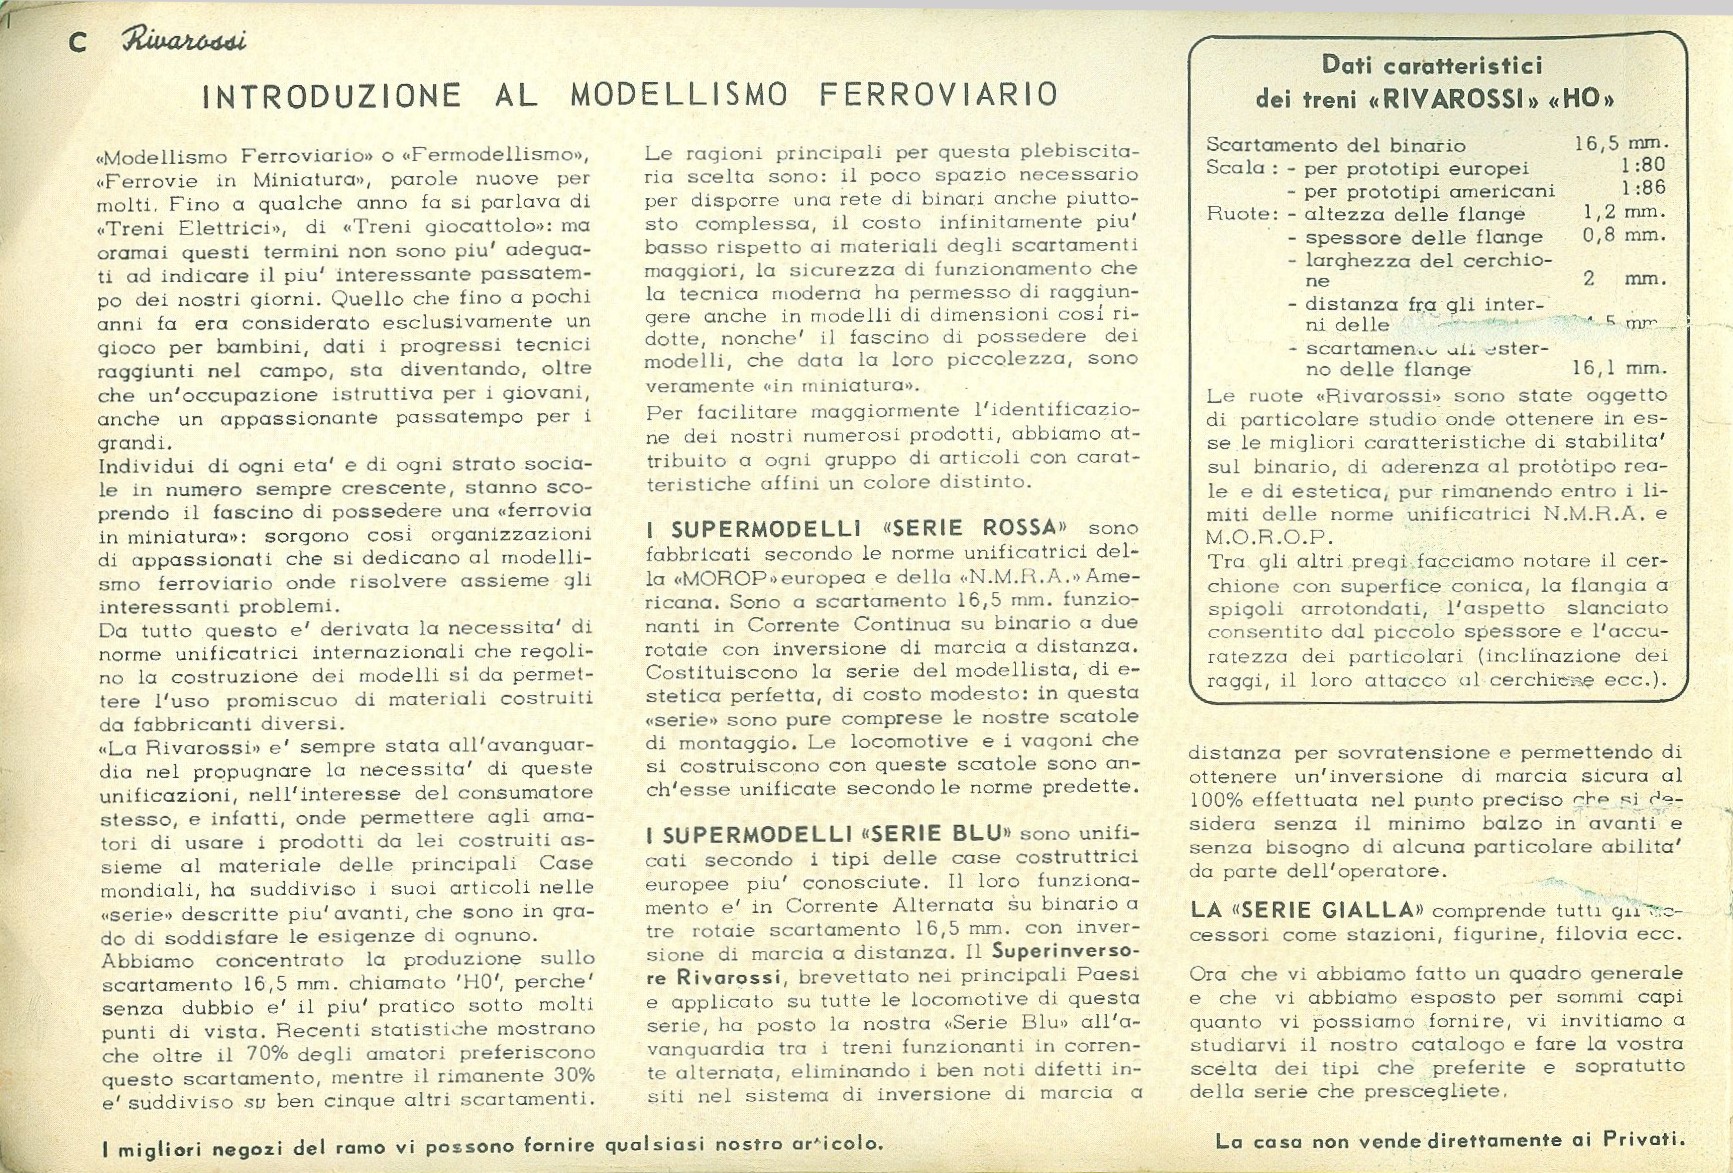 C Rivarossi
INTRODUZIONE AL MODELLISMO FERROVIARIO
«Modellismo Ferroviario» o «Fermodellismo»,
«Ferrovie in Miniatura», parole nuove per
molti. Fino a qualche anno fa si parlava di
«Treni Elettrici», di «Treni giocattolo»: ma
oramai questi termini non sono piu' adegua-
ti ad indicare il piu' interessante passatem-
po dei nostri giorni. Quello che fino a pochi
anni fa era considerato esclusivamente un
gioco per bambini, dati i progressi tecnici
raggiunti nel campo, sta diventando, oltre
che un'occupazione istruttiva per i giovani,
anche un appassionante passatempo per i
grandi.
Individui di ogni eta' e di ogni strato socia-
le in numero sempre crescente, stanno sco-
prendo il fascino di possedere una «ferrovia
in miniatura»: sorgono cosi organizzazioni
di appassionati che si dedicano al modelli-
smo ferroviario onde risolvere assieme gli
interessanti problemi.
Da tutto questo e' derivata la necessita' di
norme unificatrici internazionali che regoli-
no la costruzione dei modelli si da permet-
tere l'uso promiscuo di materiali costruiti
da fabbricanti diversi.
«La Rivarossi» e' sempre stata all'avanguar-
dia nel propugnare la necessita' di queste
unificazioni, nell'interesse del consumatore
stesso, e infatti, onde permettere agli ama-
tori di usare i prodotti da lei costruiti as-
sieme al materiale delle principali Case
mondiali, ha suddiviso i suoi articoli nelle
«serie» descritte piu' avanti, che sono in gra-
do di soddisfare le esigenze di ognuno.
Abbiamo concentrato la produzione sullo
scartamento 16,5 mm. chiamato 'H0', perche'
senza dubbio e' il piu' pratico sotto molti
punti di vista. Recenti statistiche mostrano
che oltre il 70% degli amatori preferiscono
questo scartamento, mentre il rimanente 30%
e' suddiviso su ben cinque altri scartamenti.
Le ragioni principali per questa plebiscita-
ria scelta sono: il poco spazio necessario
per disporre una rete di binari anche piutto-
sto complessa, il costo infinitamente piu'
basso rispetto ai materiali degli scartamenti
maggiori, la sicurezza di funzionamento che
la tecnica moderna ha permesso di raggiun-
gere anche in modelli di dimensioni cosi ri-
dotte, nonche' il fascino di possedere dei
modelli, che data la loro piccolezza, sono
veramente «in miniatura».
Per facilitare maggiormente l'identificazio-
ne dei nostri numerosi prodotti, abbiamo at-
tribuito a ogni gruppo di articoli con carat-
teristiche affini un colore distinto.
I SUPERMODELLI «SERIE ROSSA» sono
fabbricati secondo le norme unificatrici del-
la «MOROP» europea e della «N.M.R.A.» Ame-
ricana. Sono a scartamento 16,5 mm. funzio-
nanti in Corrente Continua su binario a due
rotaie con inversione di marcia a distanza.
Costituiscono la serie del modellista, di e-
stetica perfetta, di costo modesto: in questa
«serie» sono pure comprese le nostre scatole
di montaggio. Le locomotive e i vagoni che
si costruiscono con queste scatole sono an-
ch'esse unificate secondo le norme predette.
I SUPERMODELLI «SERIE BLU» sono unifi-
cati secondo i tipi delle case costruttrici
europee piu' conosciute. Il loro funziona-
mento e' in Corrente Alternata su binario a
tre rotaie scartamento 16,5 mm. con inver-
sione di marcia a distanza. Il Superinverso-
re Rivarossi, brevettato nei principali Paesi
e applicato su tutte le locomotive di questa
serie, ha posto la nostra «Serie Blu» all'a-
vanguardia tra i treni funzionanti in corren-
te alternata, eliminando i ben noti difetti in-
siti nel sistema di inversione di marcia a
Dati caratteristici
dei treni «RIVAROSSI» «HO»
Scartamento del binario 16,5 mm.
Scala : - per prototipi europei 1:80
- per prototipi americani 1:86
Ruote: - altezza delle flange 1,2 mm.
- spessore delle flange 0,8 mm.
- larghezza del cerchio-
ne 2 mm.
- distanza fra gli inter-
ni delle 5 mm
- scartamento all'ester-
no delle flange 16,1 mm.
Le ruote «Rivarossi» sono state oggetto
di particolare studio onde ottenere in es-
se le migliori caratteristiche di stabilita'
sul binario, di aderenza al prototipo rea-
le e di estetica, pur rimanendo entro i li-
miti delle norme unificatrici N.M.R.A. e
M.O.R.O.P.
Tra gli altri pregi facciamo notare il cer-
chione con superfice conica, la flangia a
spigoli arrotondati, l'aspetto slanciato
consentito dal piccolo spessore e l'accu-
ratezza dei particolari (inclinazione dei
raggi, il loro attacco al cerchione ecc.).
distanza per sovratensione e permettendo di
ottenere un'inversione di marcia sicura al
100% effettuata nel punto preciso che si de-
sidera senza il minimo balzo in avanti e
senza bisogno di alcuna particolare abilita'
da parte dell'operatore.
LA «SERIE GIALLA» comprende tutti gli ac-
cessori come stazioni, figurine, filovia ecc.
Ora che vi abbiamo fatto un quadro generale
e che vi abbiamo esposto per sommi capi
quanto vi possiamo fornire, vi invitiamo a
studiarvi il nostro catalogo e fare la vostra
scelta dei tipi che preferite e sopratutto
della serie che prescegliete.
I migliori negozi del ramo vi possono fornire qualsiasi nostro articolo.
La casa non vende direttamente ai Privati.